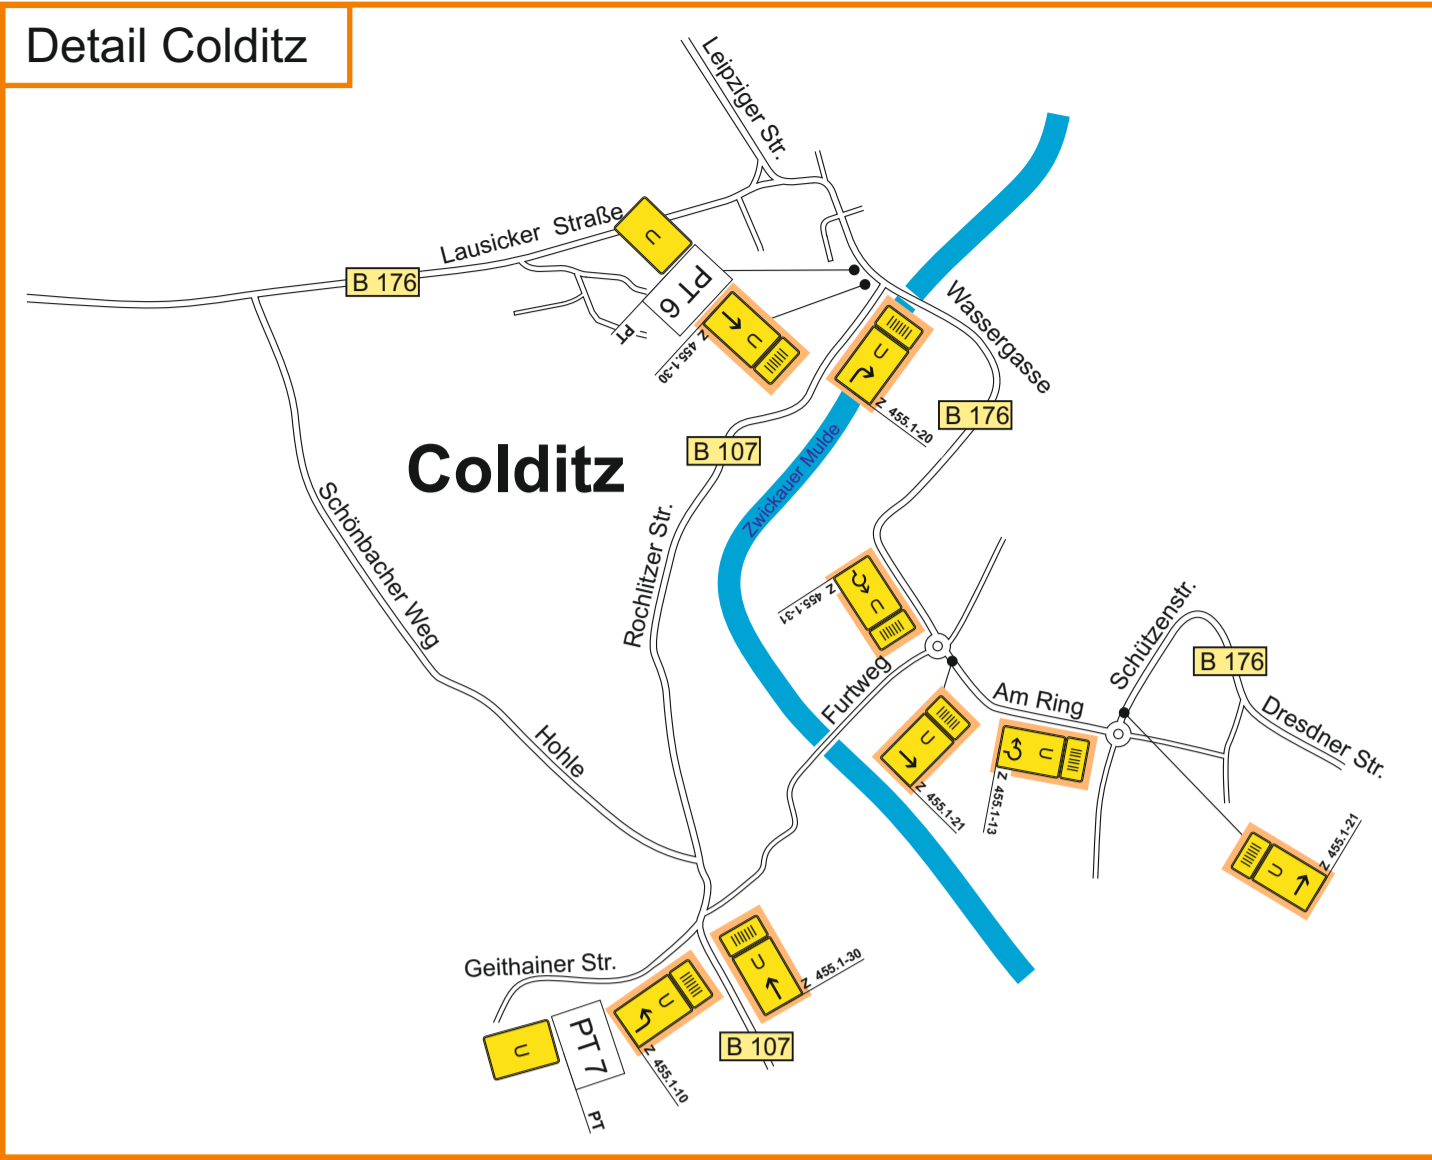 Detail Colditz
Leipziger Str.
Lausicker Straße
B 176
U
PT 6
PT
U
Z 455.1-30
Wassergasse
U
Z 455.1-20
B 176
B 107
Colditz
Zwickauer Mulde
Schönbacher Weg
Rochlitzer Str.
U
Z 455.1-31
Schützenstr.
B 176
Furtweg
Am Ring
Dresdner Str.
Hohle
U
Z 455.1-21
U
Z 455.1-13
U
Z 455.1-21
Geithainer Str.
U
Z 455.1-30
U
Z 455.1-10
U
PT 7
PT
B 107